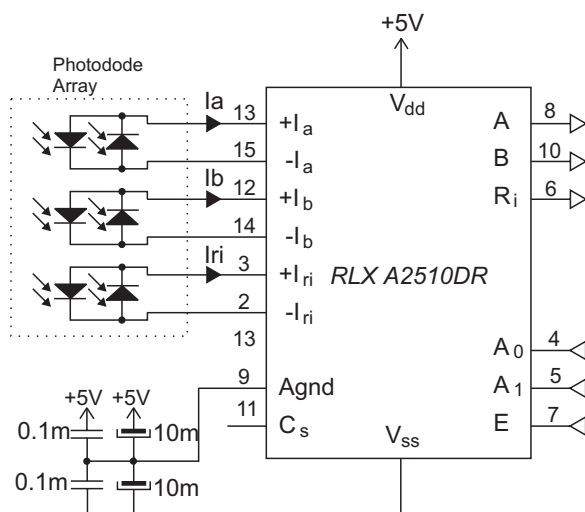 +5V
Photodode
Array
Ia
13
+Ia
Vdd
A
8
15
-Ia
B
10
Ib
12
+Ib
Ri
6
14
-Ib
Iri
3
+Iri
RLX A2510DR
2
-Iri
13
A0
4
9
Agnd
A1
5
+5V
+5V
11
Cs
Vss
E
7
0.1m
10m
0.1m
10m